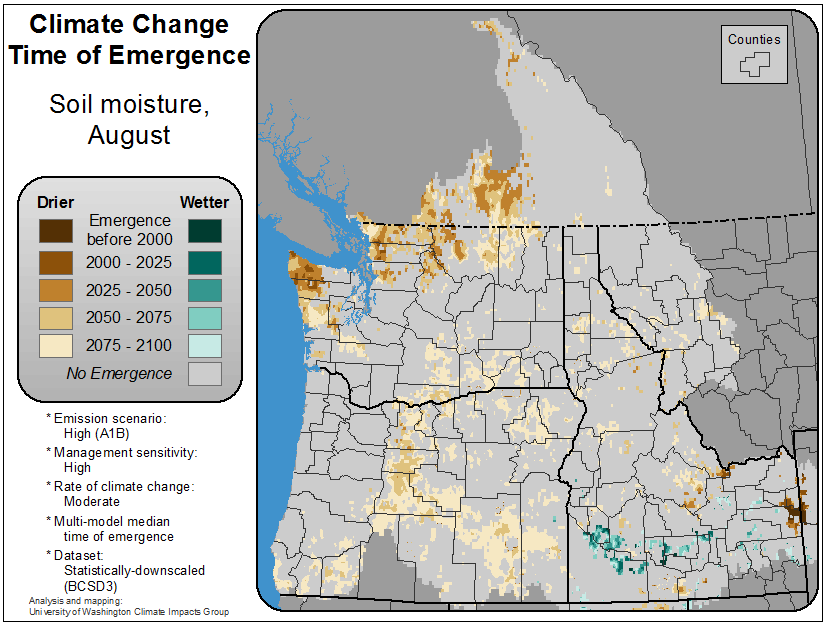 Climate Change
Time of Emergence
Soil moisture,
August
Drier
Wetter
Emergence
before 2000
2000 - 2025
2025 - 2050
2050 - 2075
2075 - 2100
No Emergence
* Emission scenario:
High (A1B)
* Management sensitivity:
High
* Rate of climate change:
Moderate
* Multi-model median
time of emergence
* Dataset:
Statistically-downscaled
(BCSD3)
Analysis and mapping:
University of Washington Climate Impacts Group
Counties